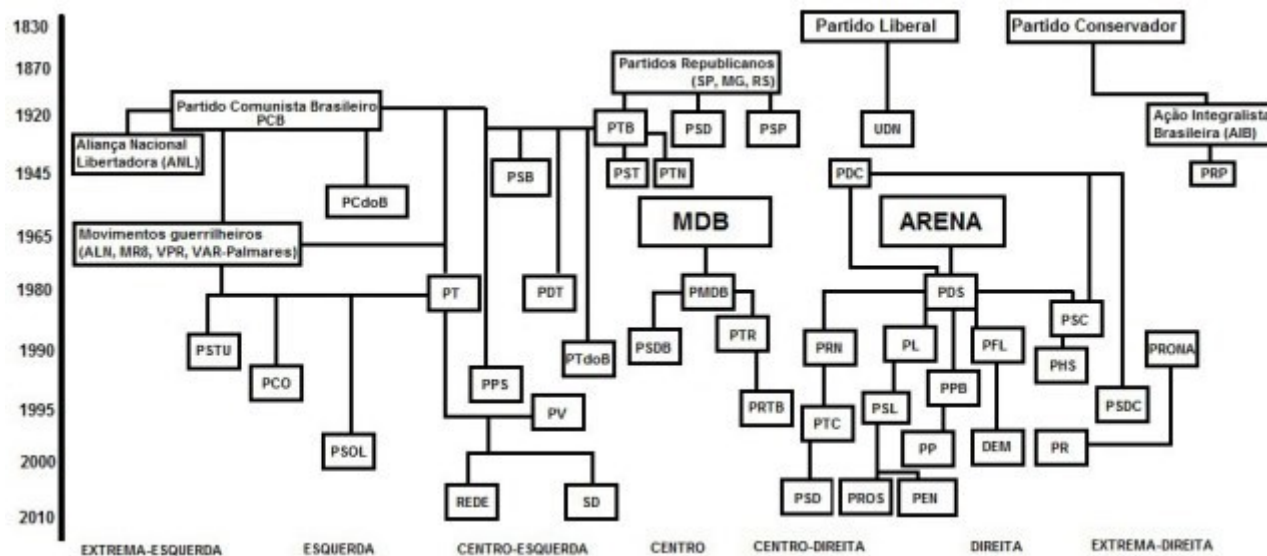 1830
Partido Liberal
Partido Conservador
1870
Partidos Republicanos
(SP, MG, RS)
1920
Partido Comunista Brasileiro
PCB
PTB
PSD
PSP
UDN
Ação Integralista
Brasileira (AIB)
Aliança Nacional
Libertadora (ANL)
1945
PSB
PST
PTN
PDC
PRP
PCdoB
MDB
ARENA
1965
Movimentos guerrilheiros
(ALN, MR8, VPR, VAR-Palmares)
1980
PT
PDT
PMDB
PDS
PSC
1990
PSTU
PTdoB
PSDB
PTR
PRN
PL
PFL
PHS
PRONA
PCO
PPS
PPB
1995
PV
PRTB
PTC
PSL
PSDC
PSOL
PP
DEM
PR
2000
REDE
SD
PSD
PROS
PEN
2010
EXTREMA-ESQUERDA
ESQUERDA
CENTRO-ESQUERDA
CENTRO
CENTRO-DIREITA
DIREITA
EXTREMA-DIREITA